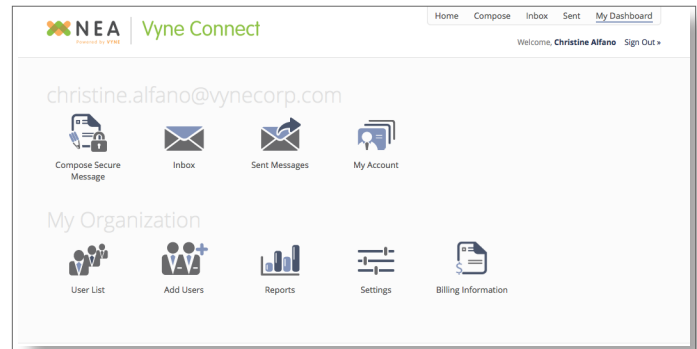 Home Compose Inbox Sent My Dashboard
NEA
Powered by VYNE
Vyne Connect
Welcome, Christine Alfano Sign Out »
christine.alfano@vynecorp.com
Compose Secure
Message
Inbox
Sent Messages
My Account
My Organization
User List
Add Users
Reports
Settings
Billing Information